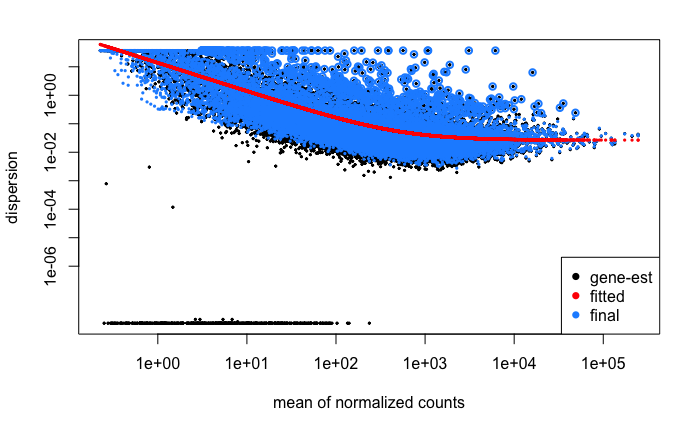 dispersion
1e+00
1e-02
1e-04
1e-06
gene-est
fitted
final
1e+00 1e+01 1e+02 1e+03 1e+04 1e+05
mean of normalized counts